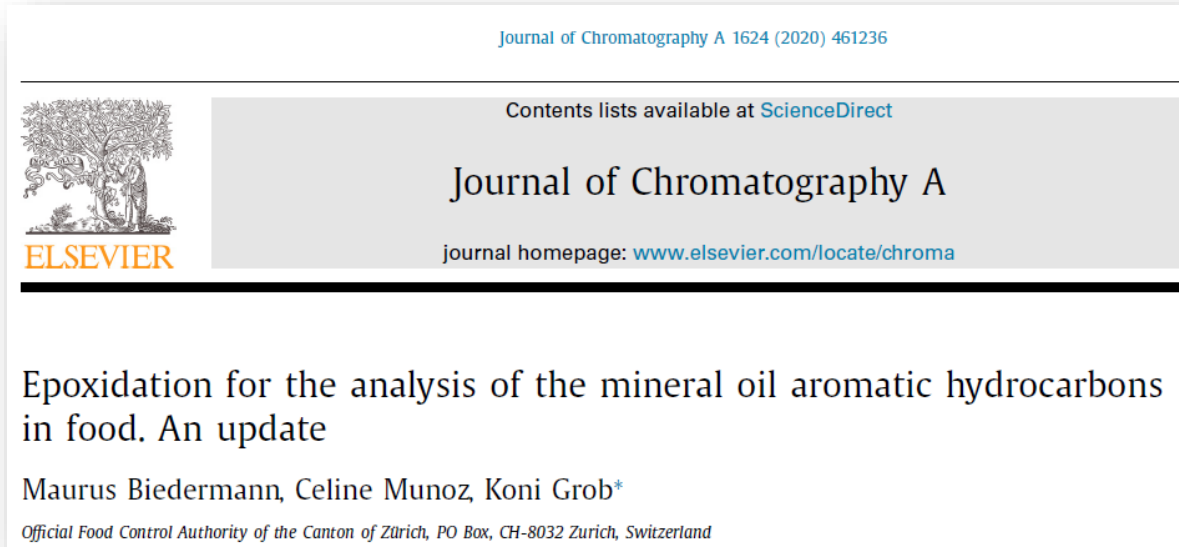 Journal of Chromatography A 1624 (2020) 461236
Contents lists available at ScienceDirect
Journal of Chromatography A
journal homepage: www.elsevier.com/locate/chroma
ELSEVIER
Epoxidation for the analysis of the mineral oil aromatic hydrocarbons
in food. An update
Maurus Biedermann, Celine Munoz, Koni Grob*
Official Food Control Authority of the Canton of Zürich, PO Box, CH-8032 Zurich, Switzerland